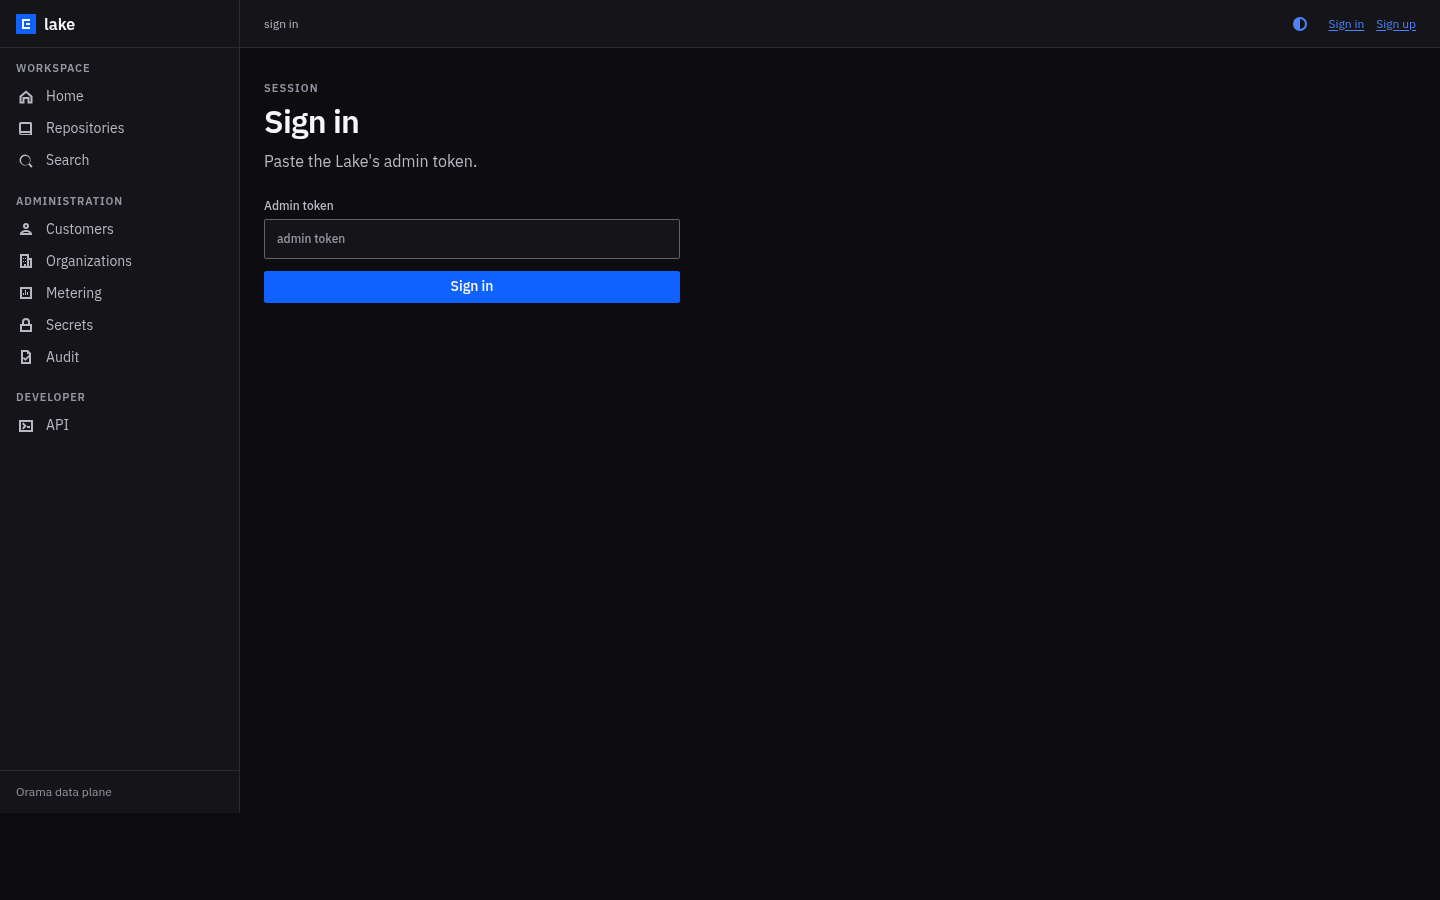 lake
sign in
Sign in
Sign up
WORKSPACE
Home
Repositories
Search
ADMINISTRATION
Customers
Organizations
Metering
Secrets
Audit
DEVELOPER
API
Orama data plane
SESSION
Sign in
Paste the Lake's admin token.
Admin token
admin token
Sign in